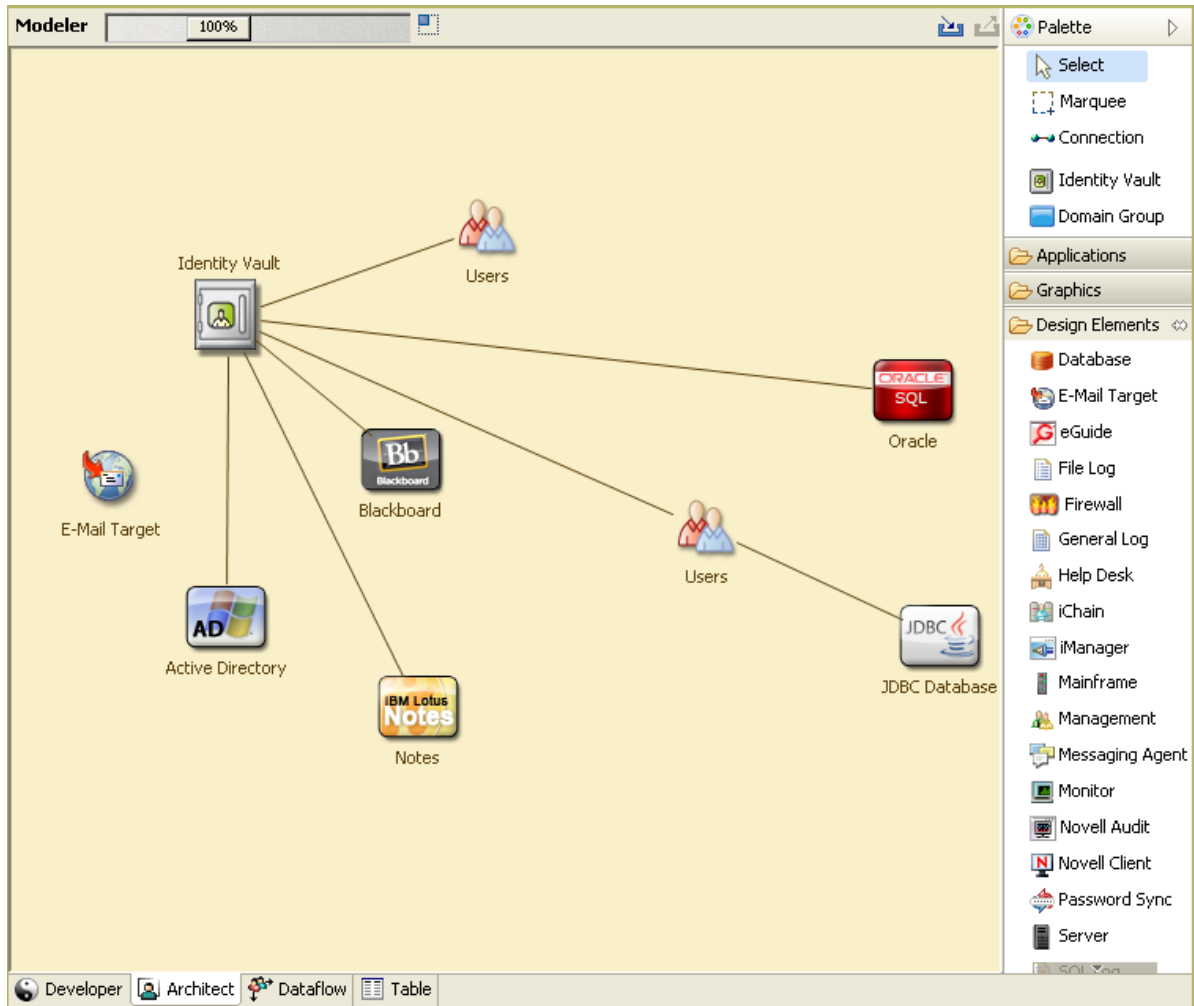 Modeler
100%
Palette
Select
Marquee
Connection
Identity Vault
Domain Group
Applications
Graphics
Design Elements
Database
E-Mail Target
eGuide
File Log
Firewall
General Log
Help Desk
iChain
iManager
Mainframe
Management
Messaging Agent
Monitor
Novell Audit
Novell Client
Password Sync
Server
Identity Vault
Users
ORACLE
SQL
Oracle
Bb
Blackboard
Blackboard
E-Mail Target
Users
AD
Active Directory
JDBC
JDBC Database
IBM Lotus
Notes
Notes
Developer
Architect
Dataflow
Table